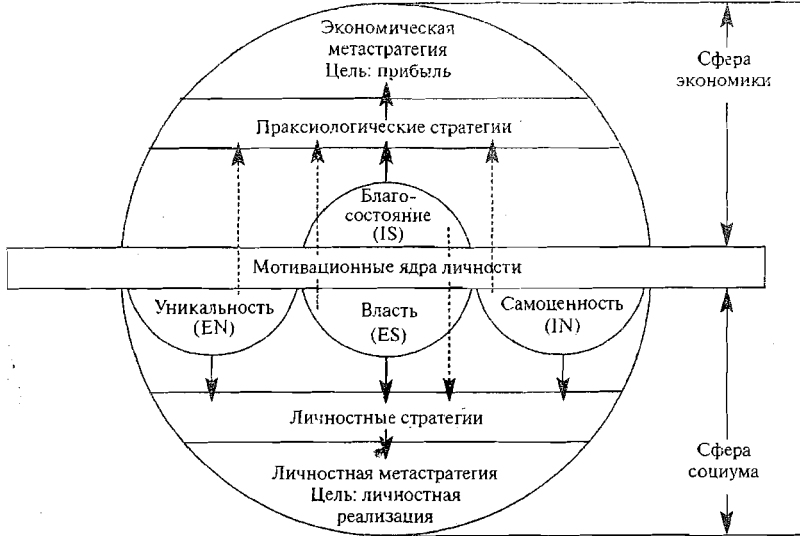 Экономическая
метастратегия
Цель: прибыль
Сфера
экономики
Праксиологические стратегии
Благо-
состояние
(IS)
Мотивационные ядра личности
Уникальность
(EN)
Власть
(ES)
Самоценность
(IN)
Личностные стратегии
Личностная метастратегия
Цель: личностная
реализация
Сфера
социума